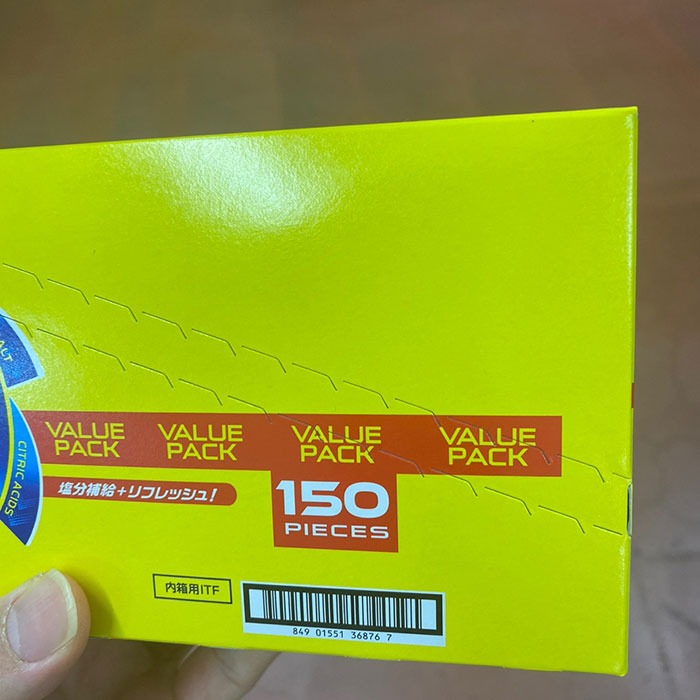 ALT
CITRIC ACIDS
VALUE PACK
VALUE PACK
VALUE PACK
VALUE PACK
塩分補給+リフレッシュ!
150
PIECES
内箱用ITF
849 01551 36876 7